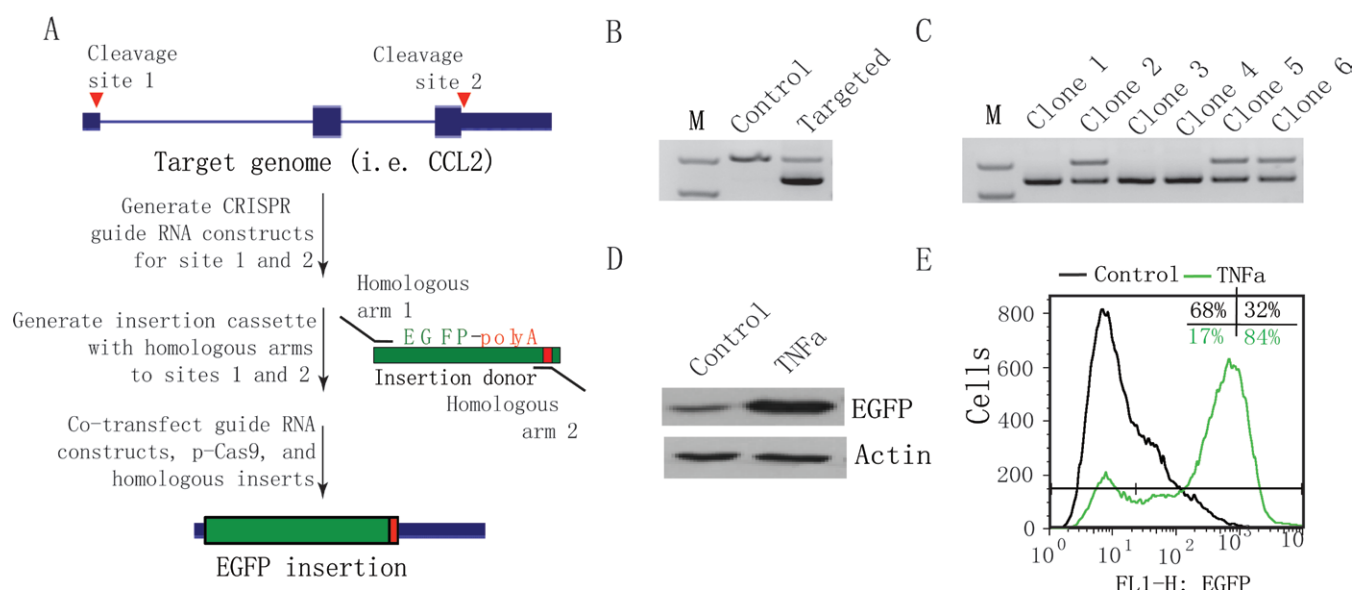 A
Cleavage
site 1
Cleavage
site 2
Target genome (i.e. CCL2)
Generate CRISPR
guide RNA constructs
for site 1 and 2
Generate insertion cassette
with homologous arms
to sites 1 and 2
Homologous
arm 1
EGFP-polyA
Insertion donor
Homologous
arm 2
Co-transfect guide RNA
constructs, p-Cas9, and
homologous inserts
EGFP insertion
B
M
Control
Targeted
C
M
Clone 1
Clone 2
Clone 3
Clone 4
Clone 5
Clone 6
D
Control
TNFa
EGFP
Actin
E
Control
TNFa
68% 32%
17% 84%
Cells
800
600
400
200
0
10^0 10^1 10^2 10^3 10
FL1-H: EGFP